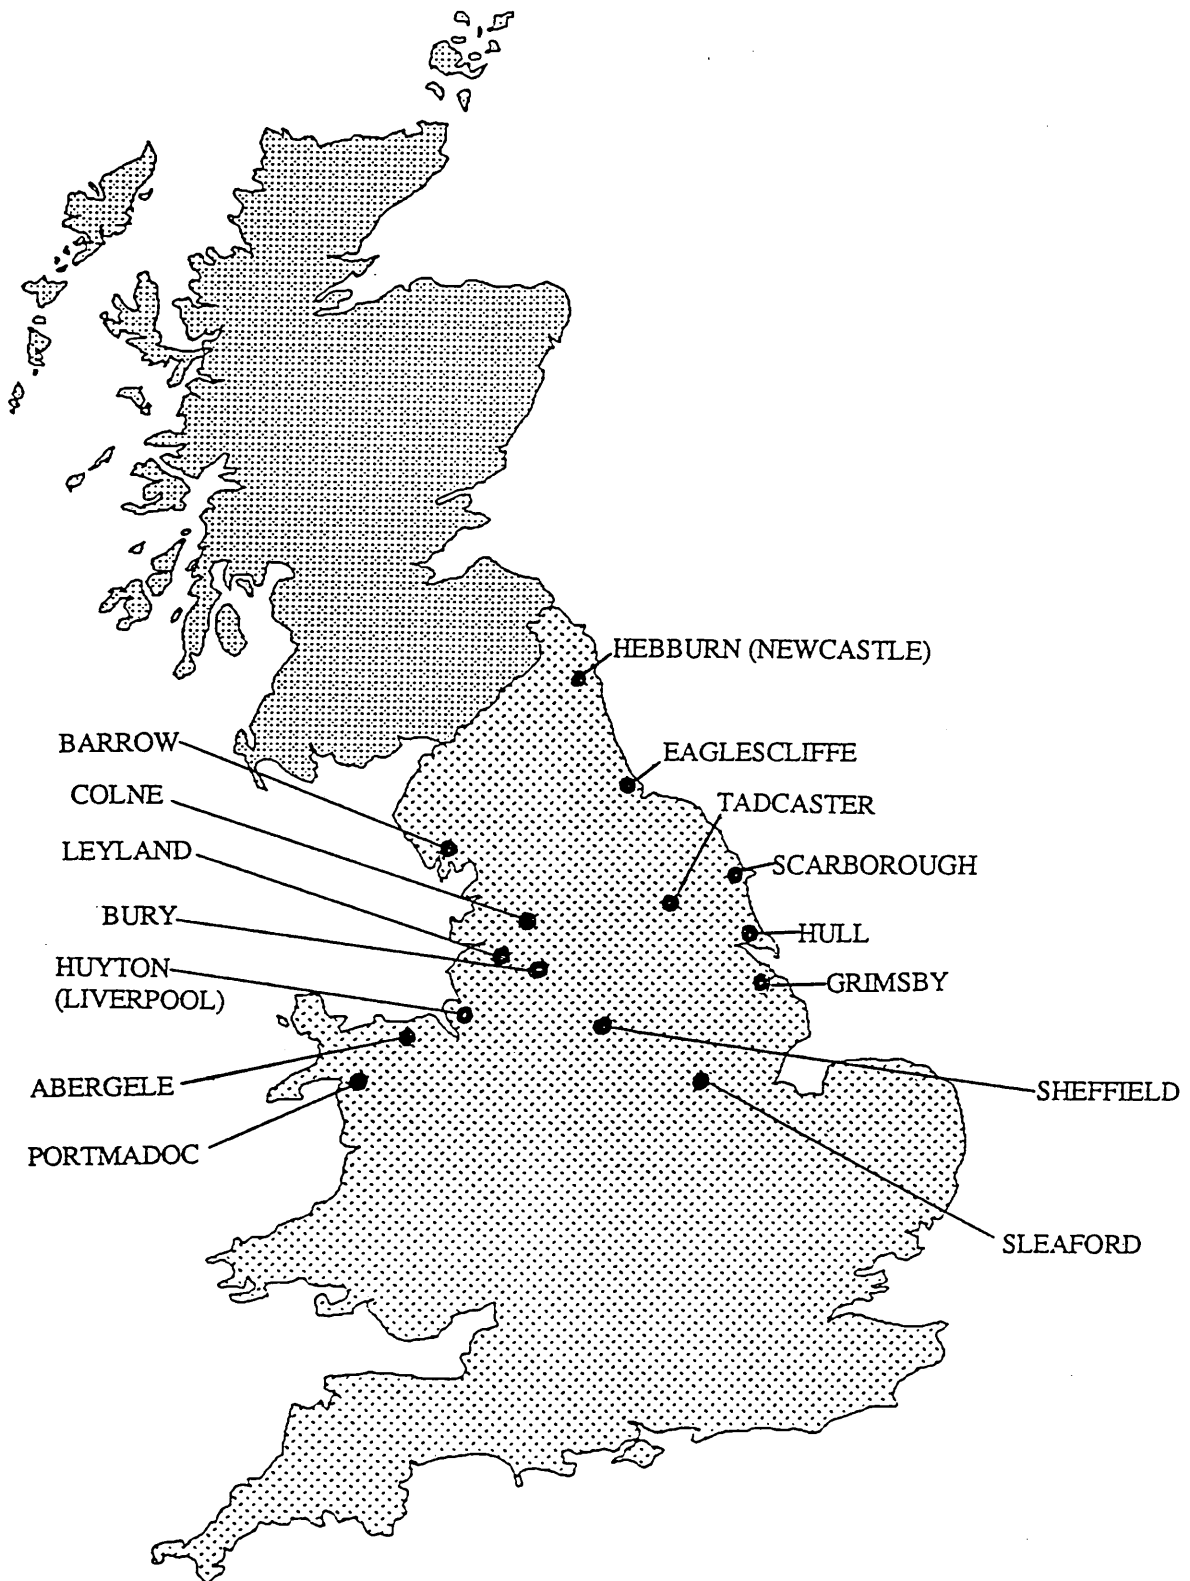 HEBBURN (NEWCASTLE)
BARROW
EAGLESCLIFFE
COLNE
TADCASTER
LEYLAND
SCARBOROUGH
BURY
HULL
HUYTON
(LIVERPOOL)
GRIMSBY
ABERGELE
SHEFFIELD
PORTMADOC
SLEAFORD